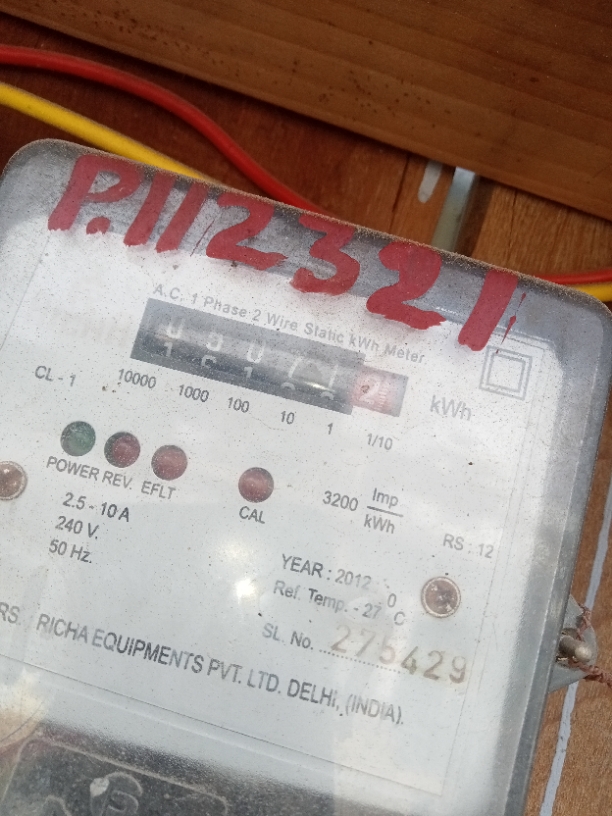 P.112321
A.C. 1 Phase 2 Wire Static kWh Meter
kWh
CL - 1 10000 1000 100 10 1 1/10
POWER REV. EFLT
CAL
3200 Imp
kWh
RS : 12
2.5 - 10 A
240 V.
50 Hz.
YEAR : 2012
Ref. Temp. - 27 0
C
SL. No. 275429
RS. : RICHA EQUIPMENTS PVT. LTD. DELHI, (INDIA).